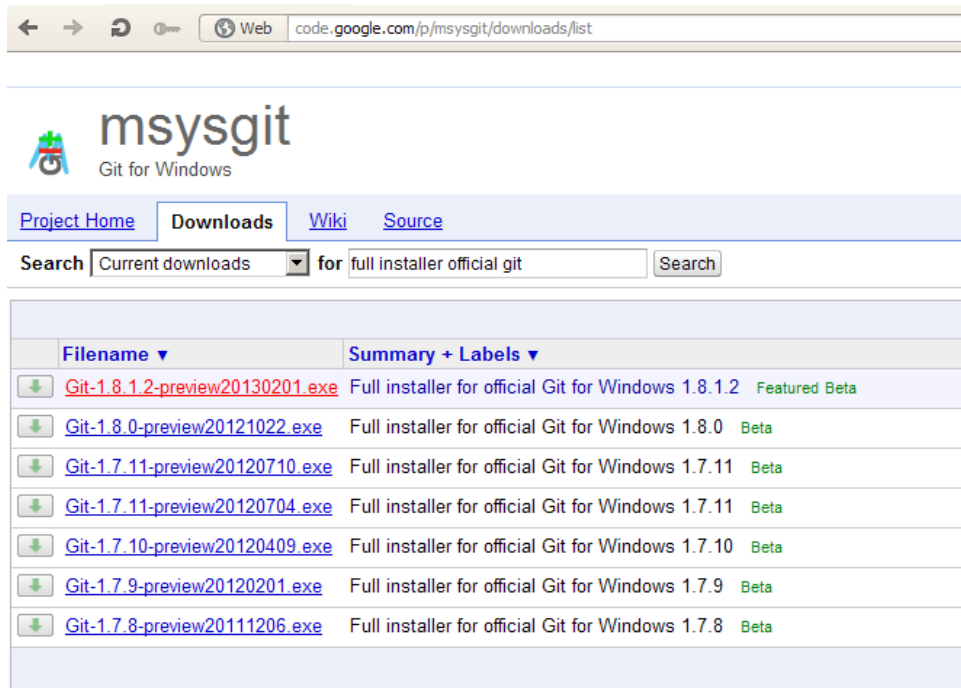 Web code.google.com/p/msysgit/downloads/list
msysgit
Git for Windows
Project Home Downloads Wiki Source
Search Current downloads for full installer official git Search
Filename ▼ Summary + Labels ▼
Git-1.8.1.2-preview20130201.exe Full installer for official Git for Windows 1.8.1.2 Featured Beta
Git-1.8.0-preview20121022.exe Full installer for official Git for Windows 1.8.0 Beta
Git-1.7.11-preview20120710.exe Full installer for official Git for Windows 1.7.11 Beta
Git-1.7.11-preview20120704.exe Full installer for official Git for Windows 1.7.11 Beta
Git-1.7.10-preview20120409.exe Full installer for official Git for Windows 1.7.10 Beta
Git-1.7.9-preview20120201.exe Full installer for official Git for Windows 1.7.9 Beta
Git-1.7.8-preview20111206.exe Full installer for official Git for Windows 1.7.8 Beta